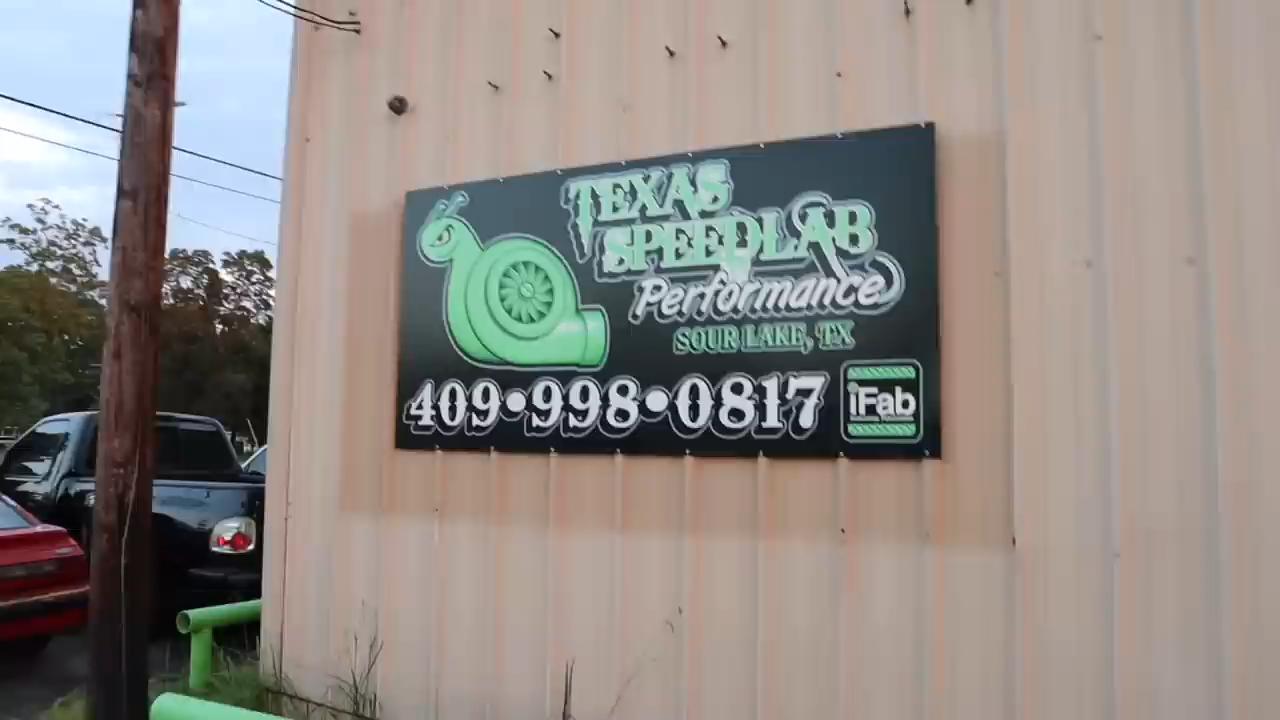 TEXAS
SPEEDLAB
Performance
SOUR LAKE, TX
409•998•0817
iFab